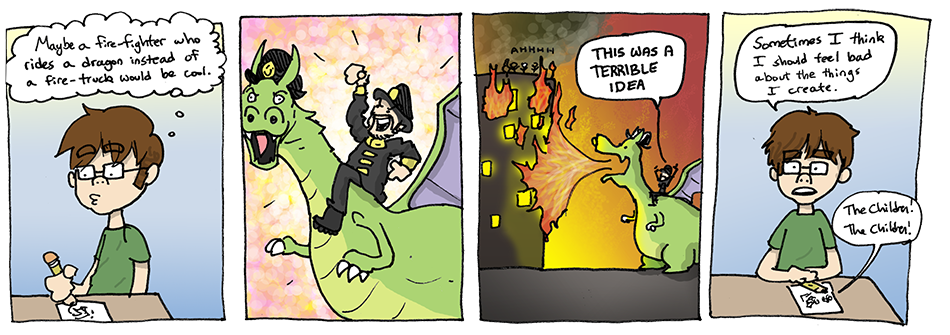 Maybe a fire-fighter who
rides a dragon instead of
a fire-truck would be cool.
AHHHH
THIS WAS A
TERRIBLE
IDEA
Sometimes I think
I should feel bad
about the things
I create.
The Children!
The Children!